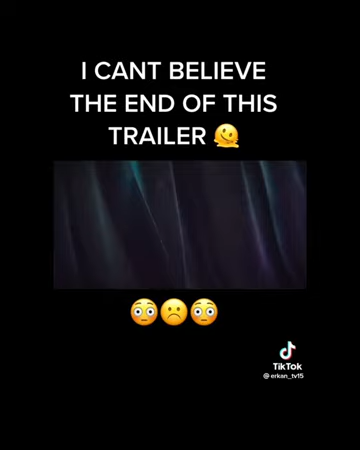 I CANT BELIEVE
THE END OF THIS
TRAILER 🫠
😳☹️😳
TikTok
@erkan_tv15